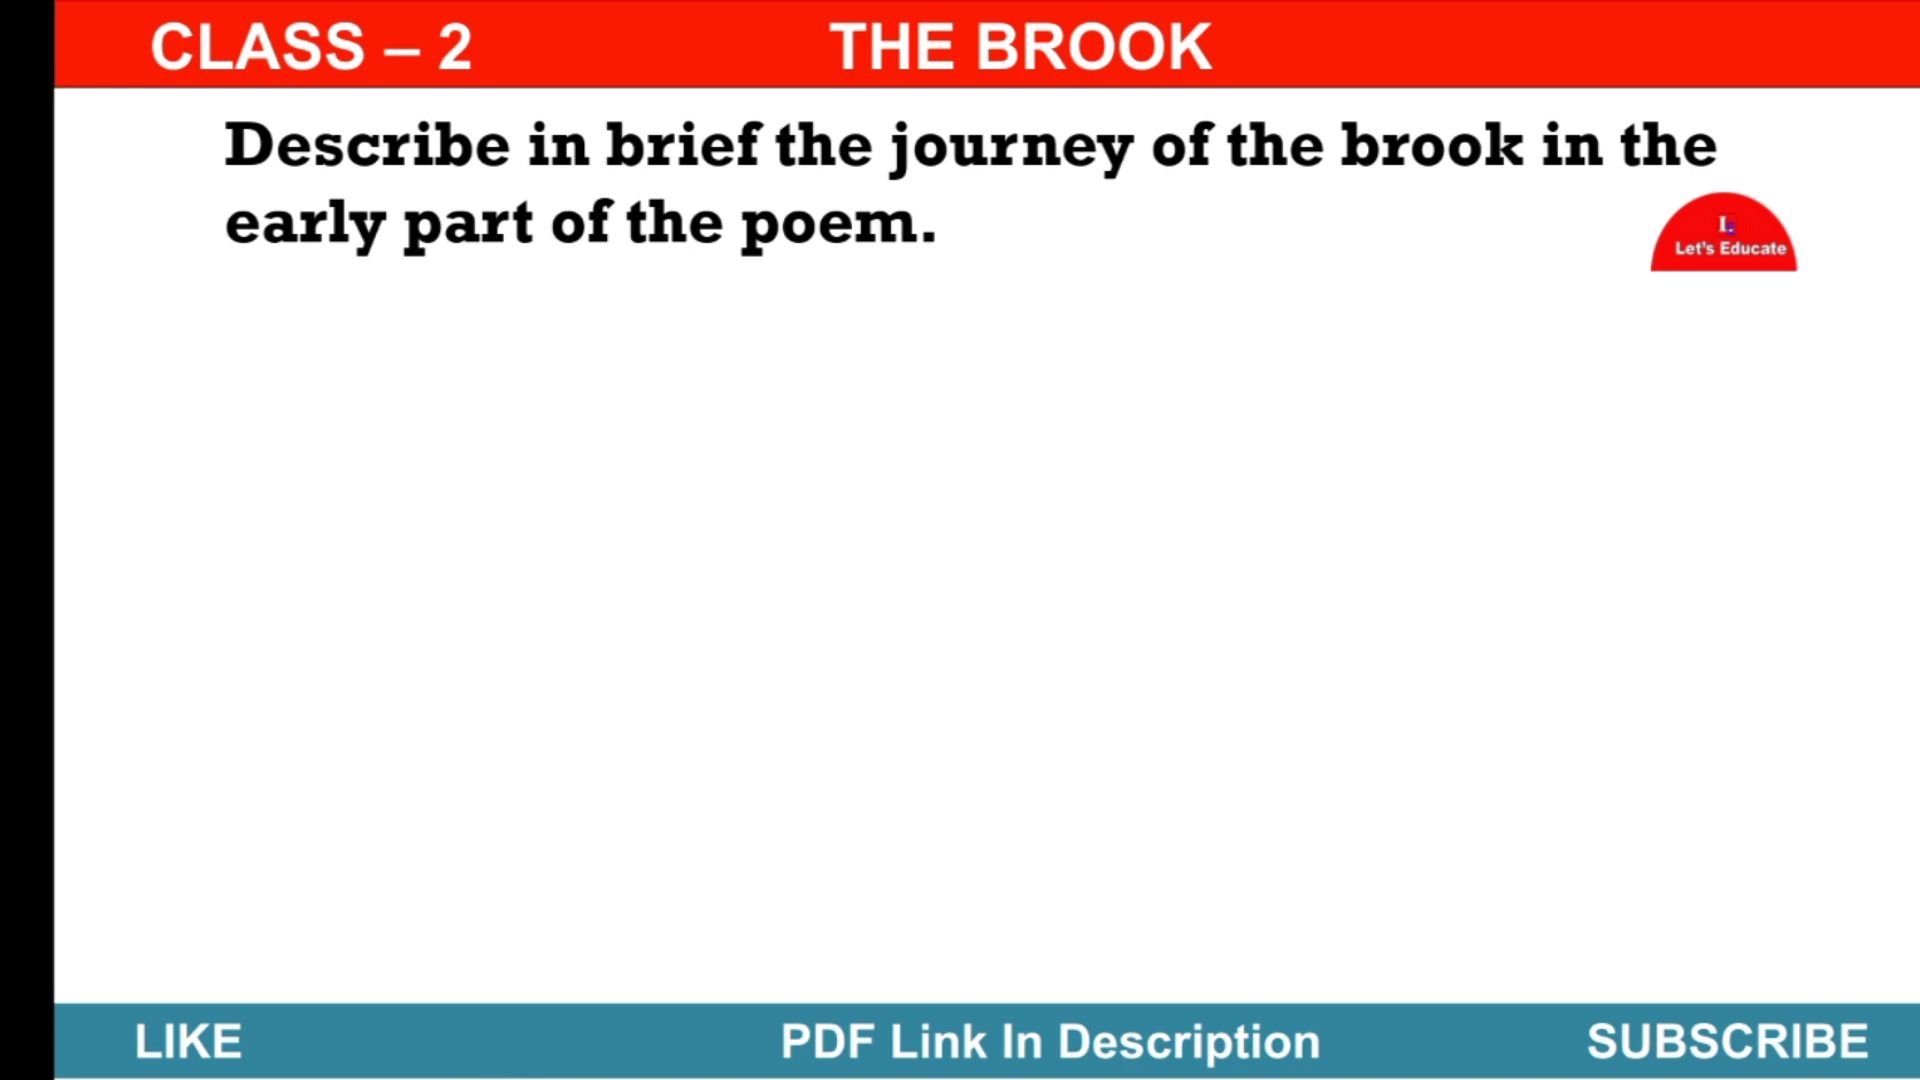 CLASS – 2
THE BROOK
Describe in brief the journey of the brook in the
early part of the poem.
L
Let's Educate
LIKE
PDF Link In Description
SUBSCRIBE